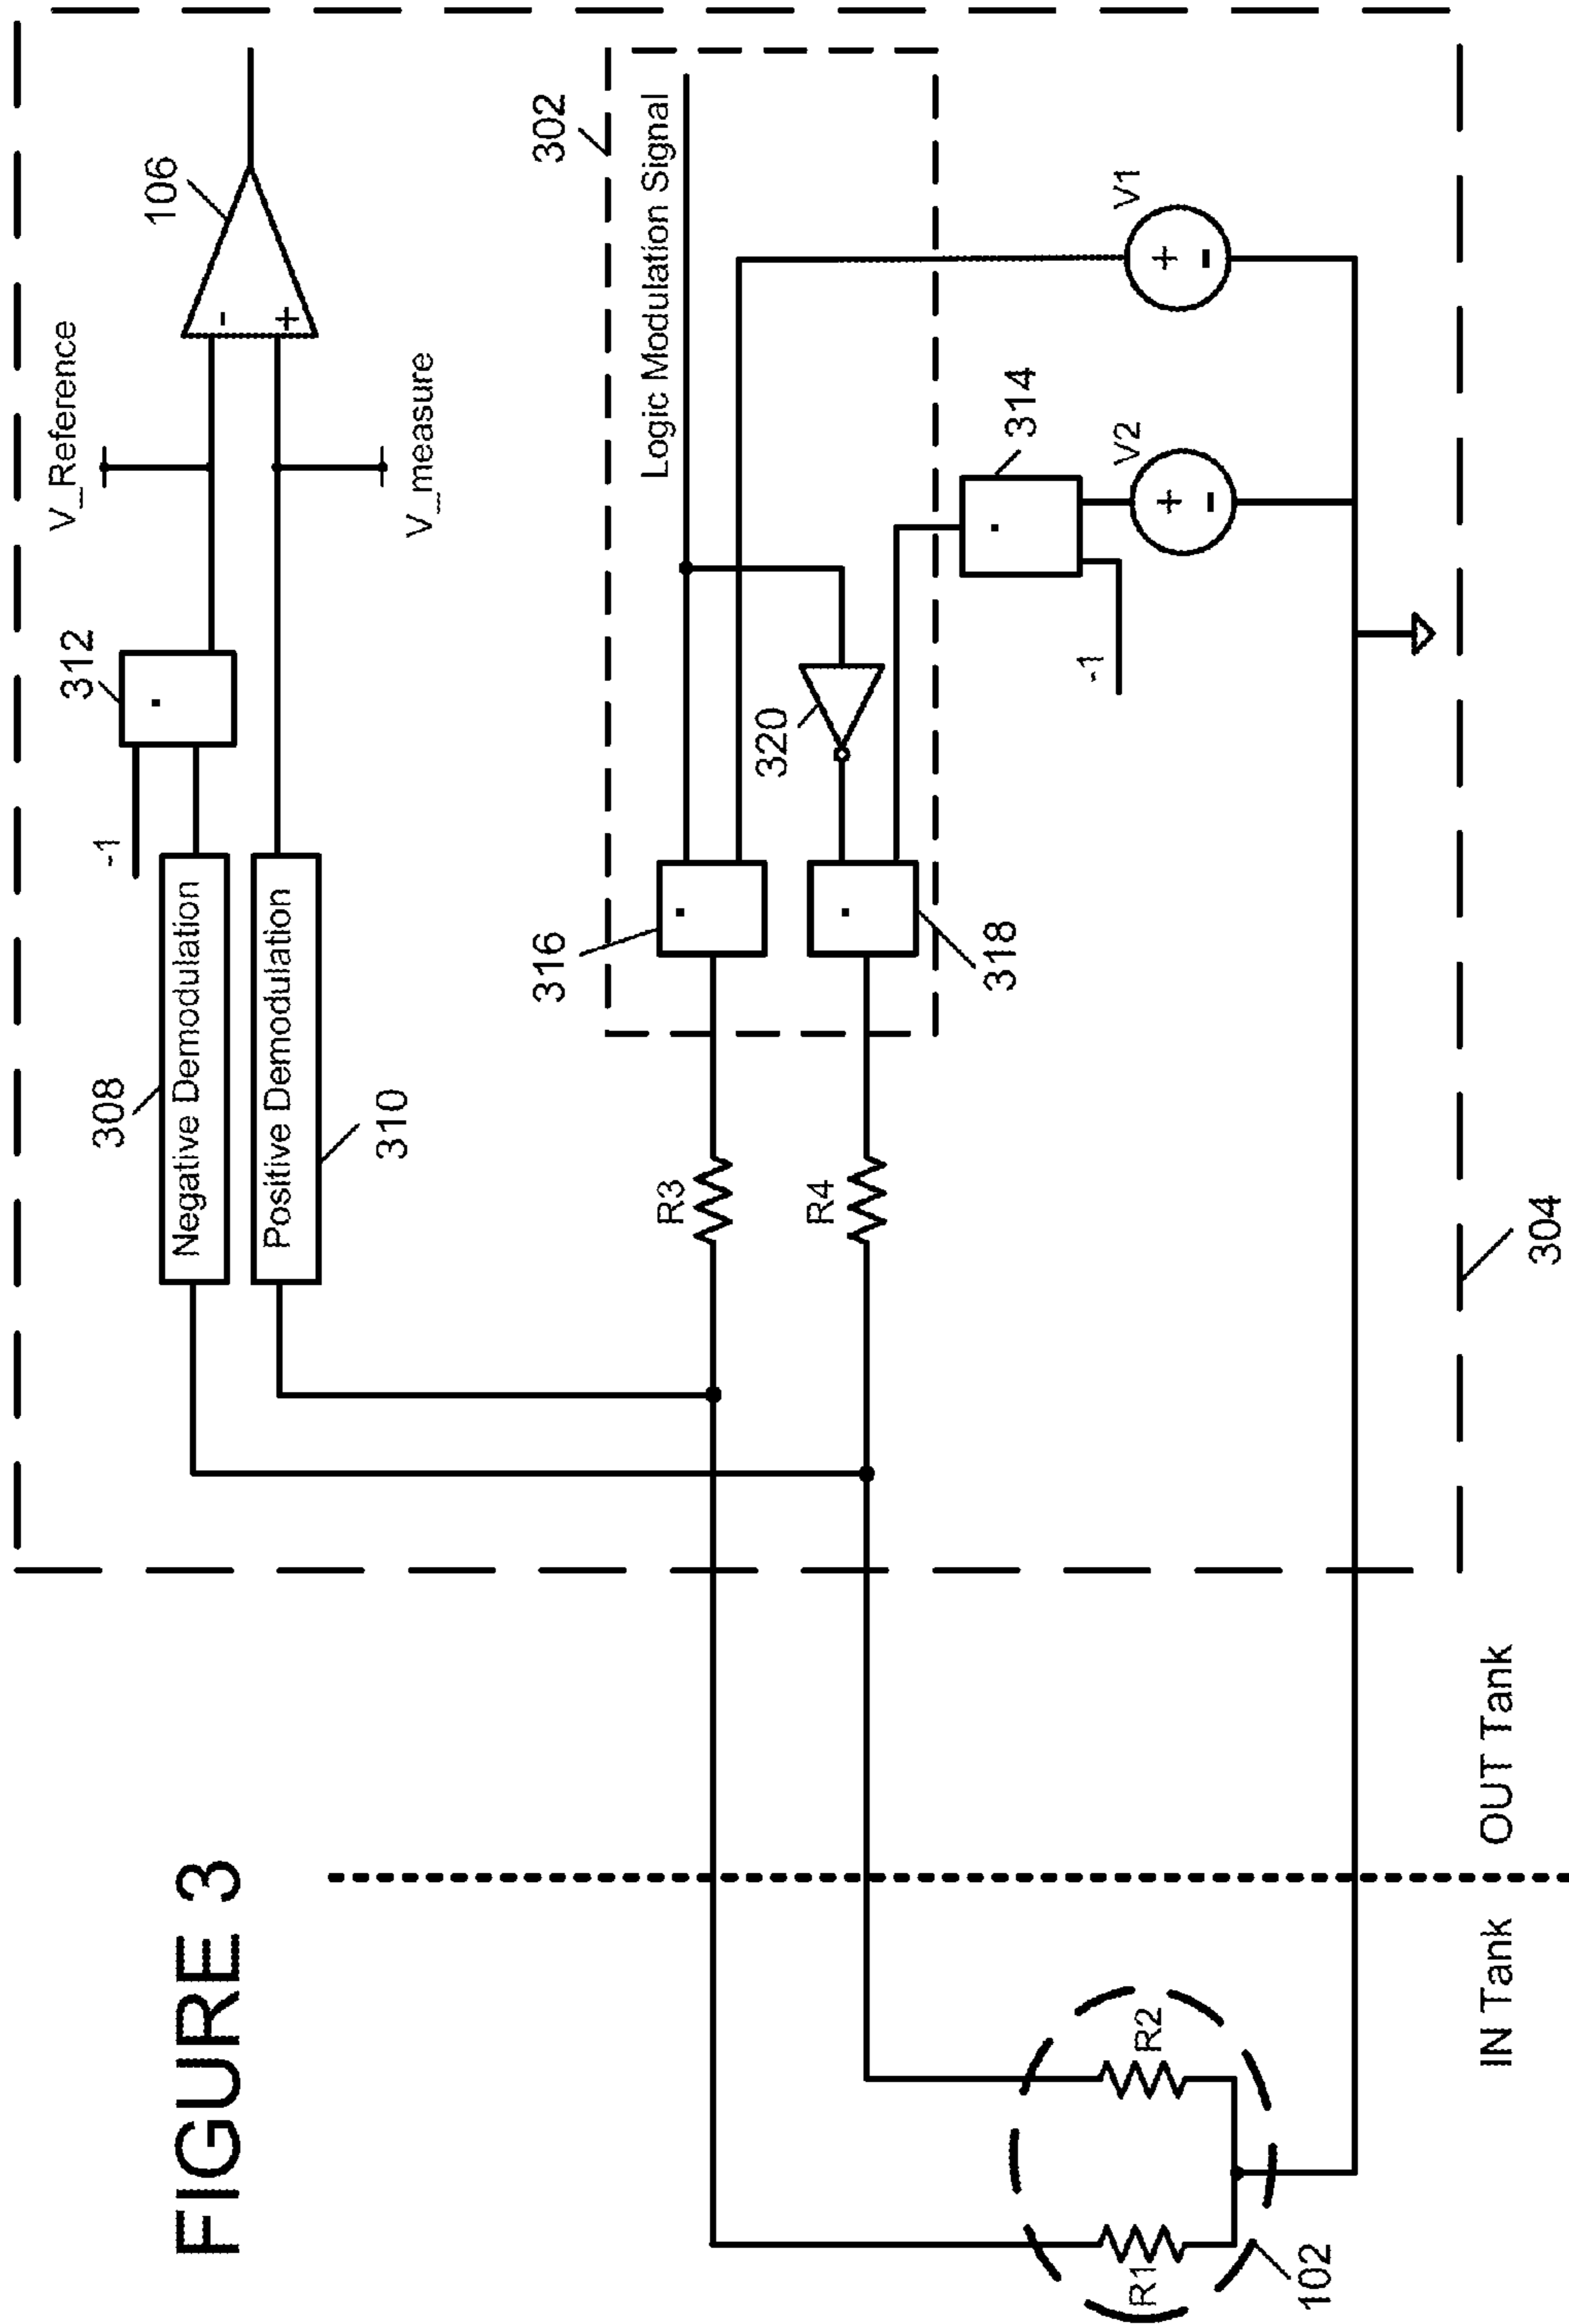 FIGURE 3
V_Reference
106
312
-1
308
Negative Demodulation
-
+
Positive Demodulation
310
V_measure
302
Logic Modulation Signal
316
R3
320
R4
318
314
-1
V2
+
-
V1
+
-
R1
R2
102
304
IN Tank
OUT Tank